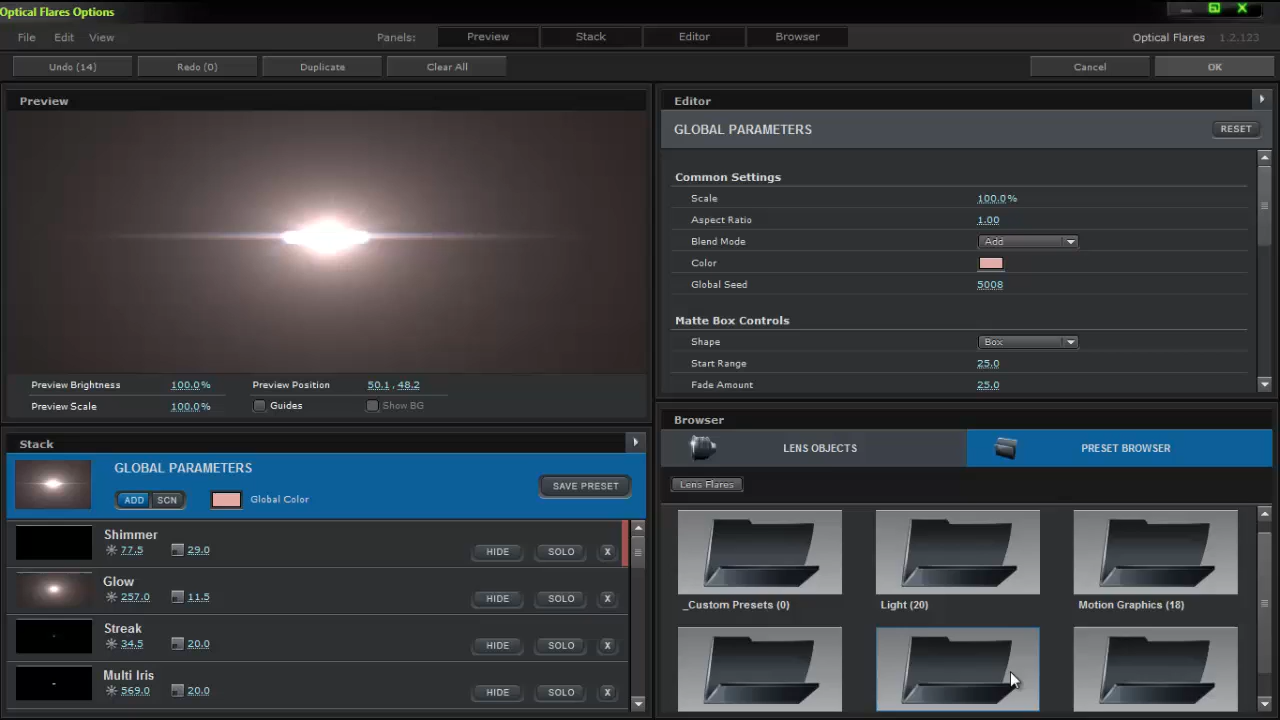 Optical Flares Options
File Edit View Panels: Preview Stack Editor Browser Optical Flares 1.2.123
Undo (14) Redo (0) Duplicate Clear All Cancel OK
Preview
Preview Brightness 100.0% Preview Position 50.1 , 48.2
Preview Scale 100.0% Guides Show BG
Stack
GLOBAL PARAMETERS
ADD SCN Global Color SAVE PRESET
Shimmer
77.5 29.0 HIDE SOLO X
Glow
257.0 11.5 HIDE SOLO X
Streak
34.5 20.0 HIDE SOLO X
Multi Iris
569.0 20.0 HIDE SOLO X
Editor
GLOBAL PARAMETERS RESET
Common Settings
Scale 100.0%
Aspect Ratio 1.00
Blend Mode Add
Color
Global Seed 5008
Matte Box Controls
Shape Box
Start Range 25.0
Fade Amount 25.0
Browser
LENS OBJECTS PRESET BROWSER
Lens Flares
_Custom Presets (0) Light (20) Motion Graphics (18)